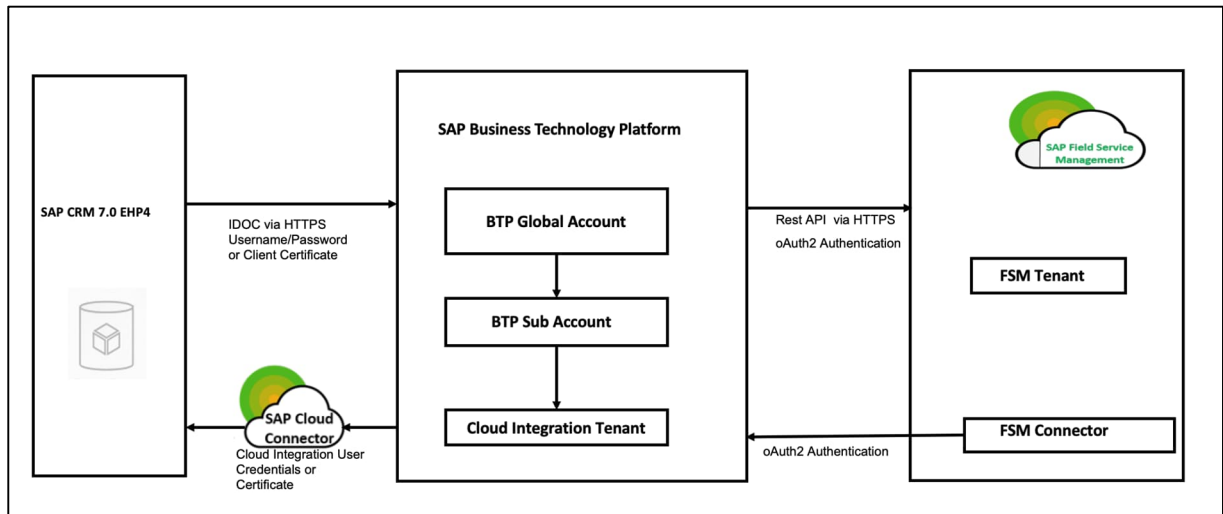 SAP CRM 7.0 EHP4
IDOC via HTTPS
Username/Password
or Client Certificate
SAP Cloud
Connector
Cloud Integration User
Credentials or
Certificate
SAP Business Technology Platform
BTP Global Account
BTP Sub Account
Cloud Integration Tenant
Rest API via HTTPS
oAuth2 Authentication
oAuth2 Authentication
SAP Field Service
Management
FSM Tenant
FSM Connector